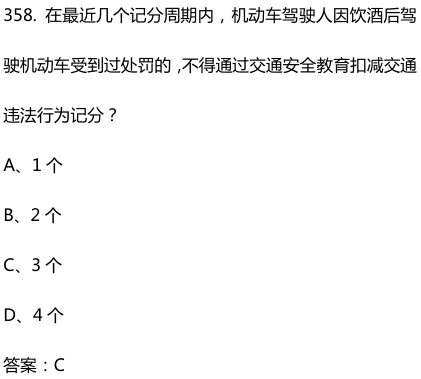 358. 在最近几个记分周期内，机动车驾驶人因饮酒后驾
驶机动车受到过处罚的，不得通过交通安全教育扣减交通
违法行为记分？
A、1 个
B、2 个
C、3 个
D、4 个
答案：C